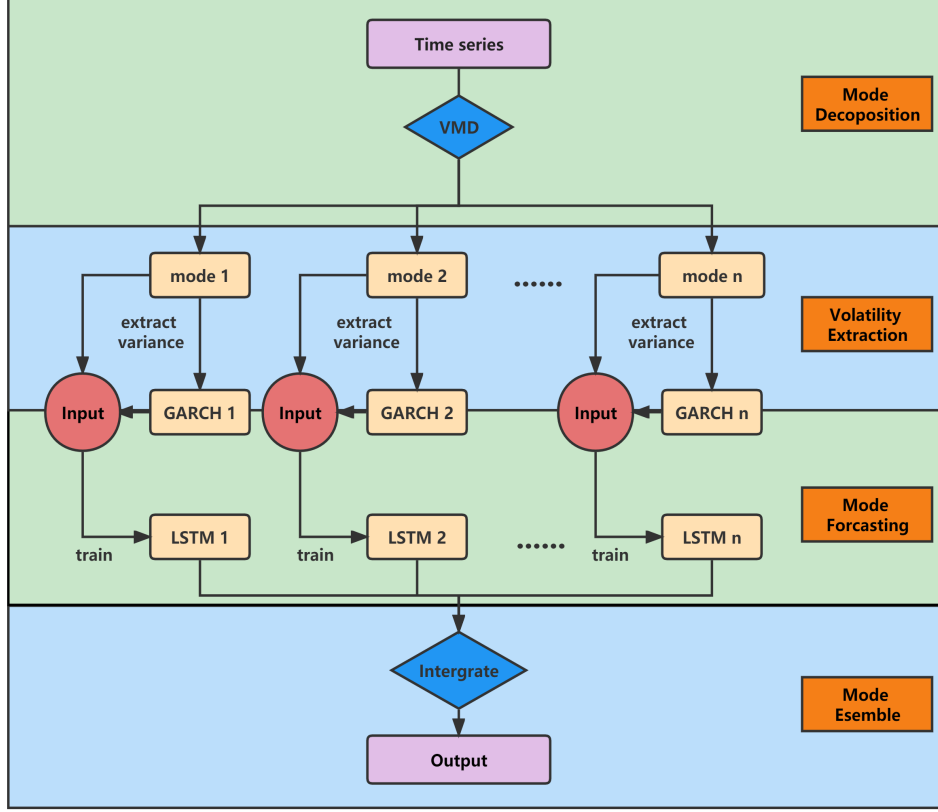 Time series
Mode
Decoposition
VMD
mode 1
mode 2
......
mode n
extract
variance
extract
variance
extract
variance
Volatility
Extraction
Input
GARCH 1
Input
GARCH 2
Input
GARCH n
Mode
Forcasting
LSTM 1
LSTM 2
......
LSTM n
train
train
train
Intergrate
Mode
Esemble
Output